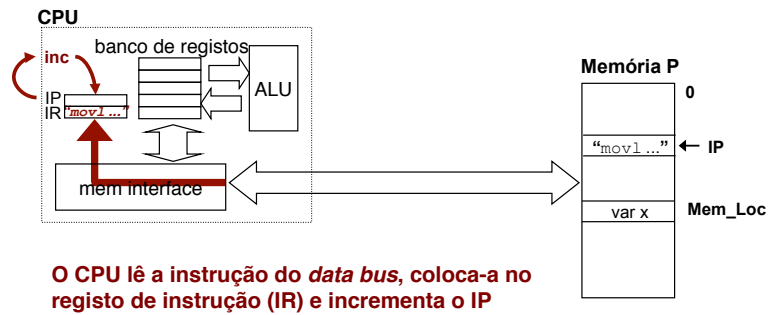 CPU
banco de registos
inc
IP
IR "movl ..."
ALU
mem interface
Memória P
0
"movl ..." ← IP
var x Mem_Loc
O CPU lê a instrução do data bus, coloca-a no
registo de instrução (IR) e incrementa o IP